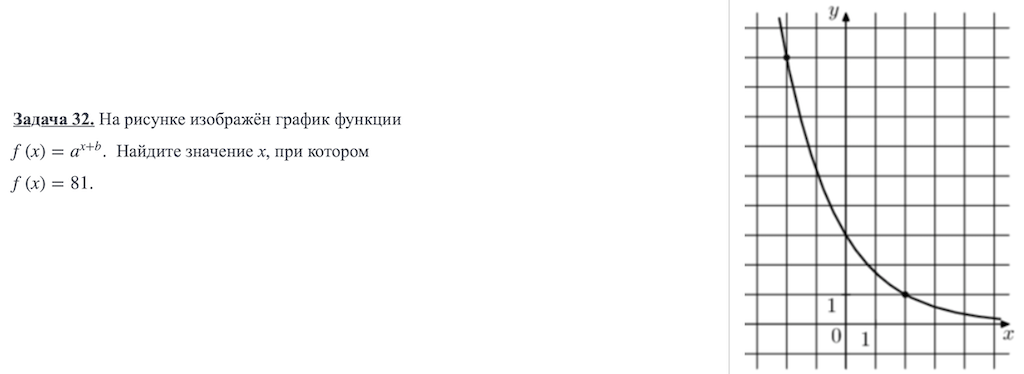 Задача 32. На рисунке изображён график функции
f (x) = a^{x+b}. Найдите значение x, при котором
f (x) = 81.
y
1
0 1
x